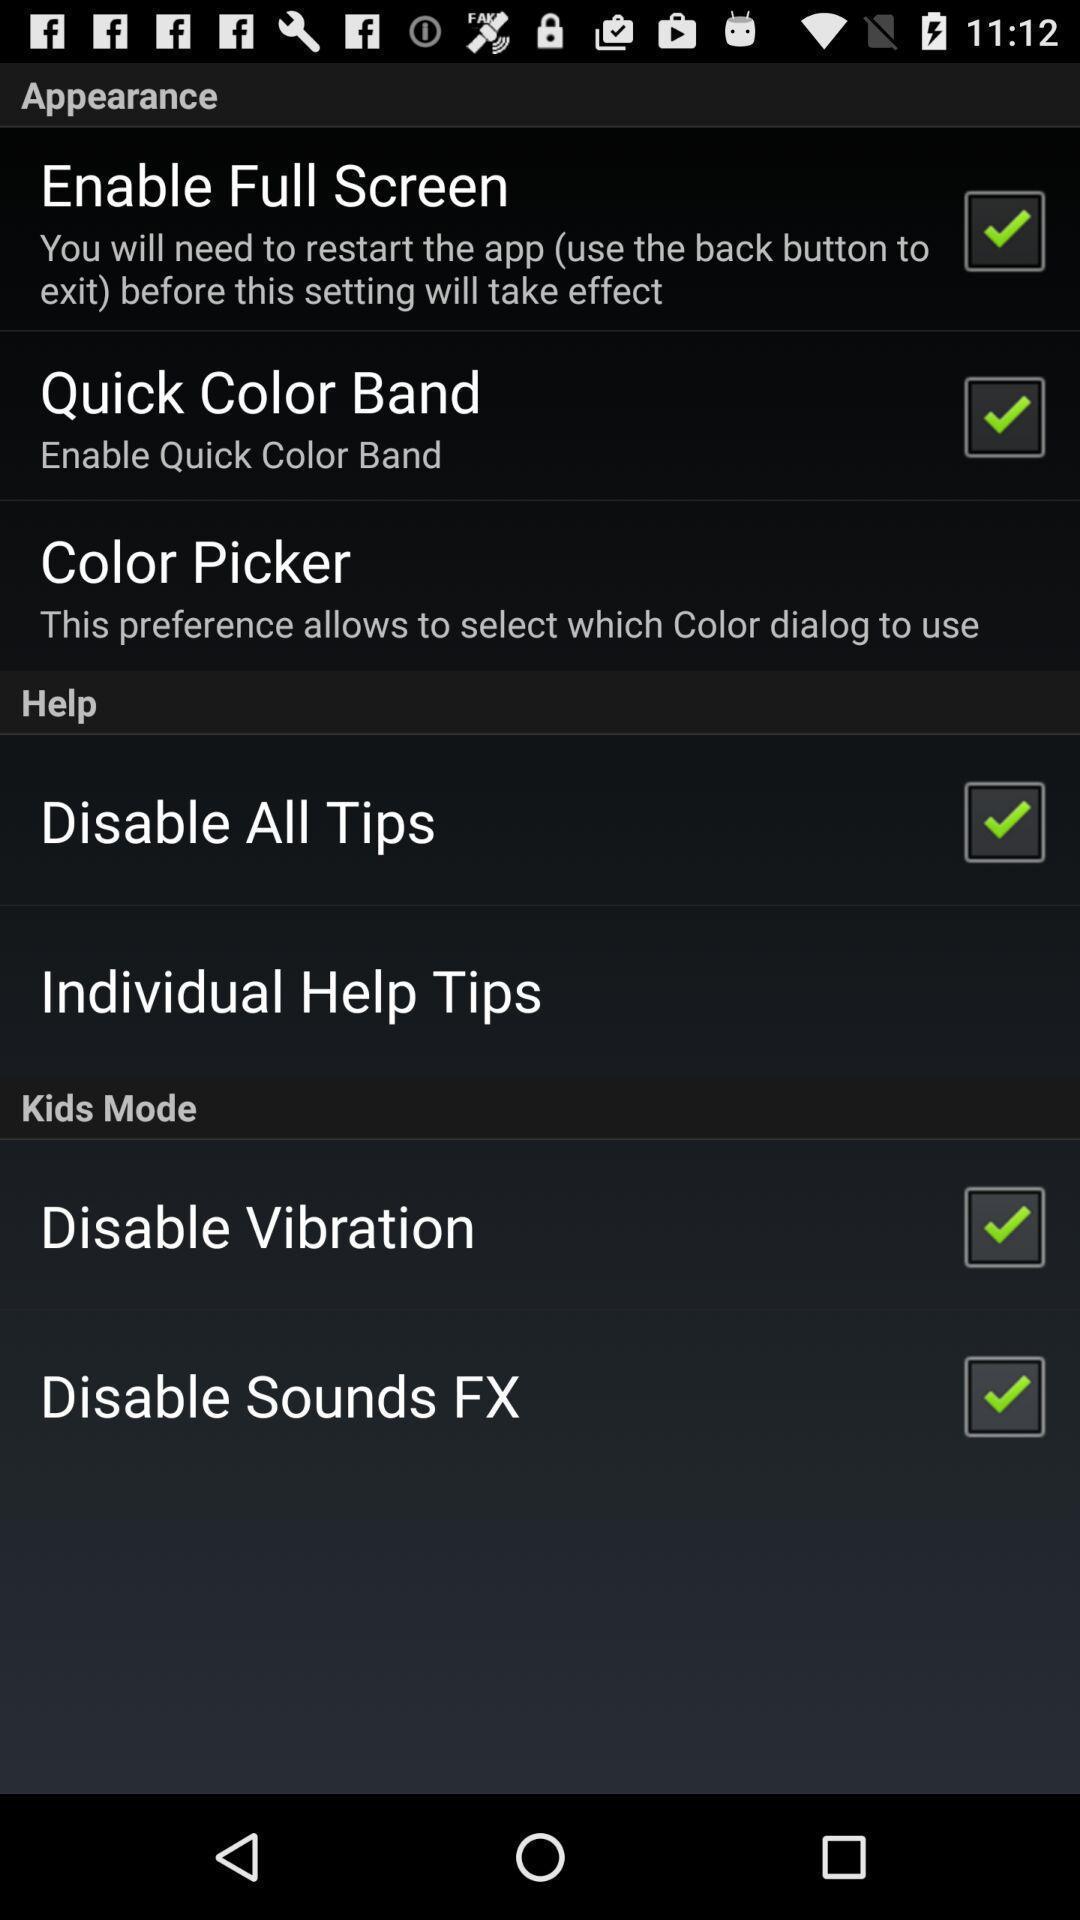 FAKE
11:12
Appearance
Enable Full Screen
You will need to restart the app (use the back button to
exit) before this setting will take effect
Quick Color Band
Enable Quick Color Band
Color Picker
This preference allows to select which Color dialog to use
Help
Disable All Tips
Individual Help Tips
Kids Mode
Disable Vibration
Disable Sounds FX